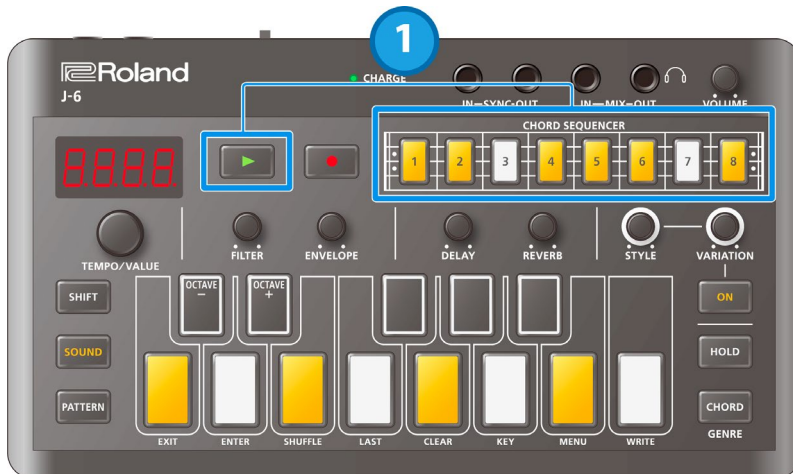 1
Roland
J-6
CHARGE
IN—SYNC-OUT
IN—MIX—OUT
VOLUME
CHORD SEQUENCER
8.8.8.8.
1 2 3 4 5 6 7 8
TEMPO/VALUE
FILTER
ENVELOPE
DELAY
REVERB
STYLE
VARIATION
SHIFT
OCTAVE
−
OCTAVE
+
ON
SOUND
HOLD
PATTERN
CHORD
EXIT
ENTER
SHUFFLE
LAST
CLEAR
KEY
MENU
WRITE
GENRE